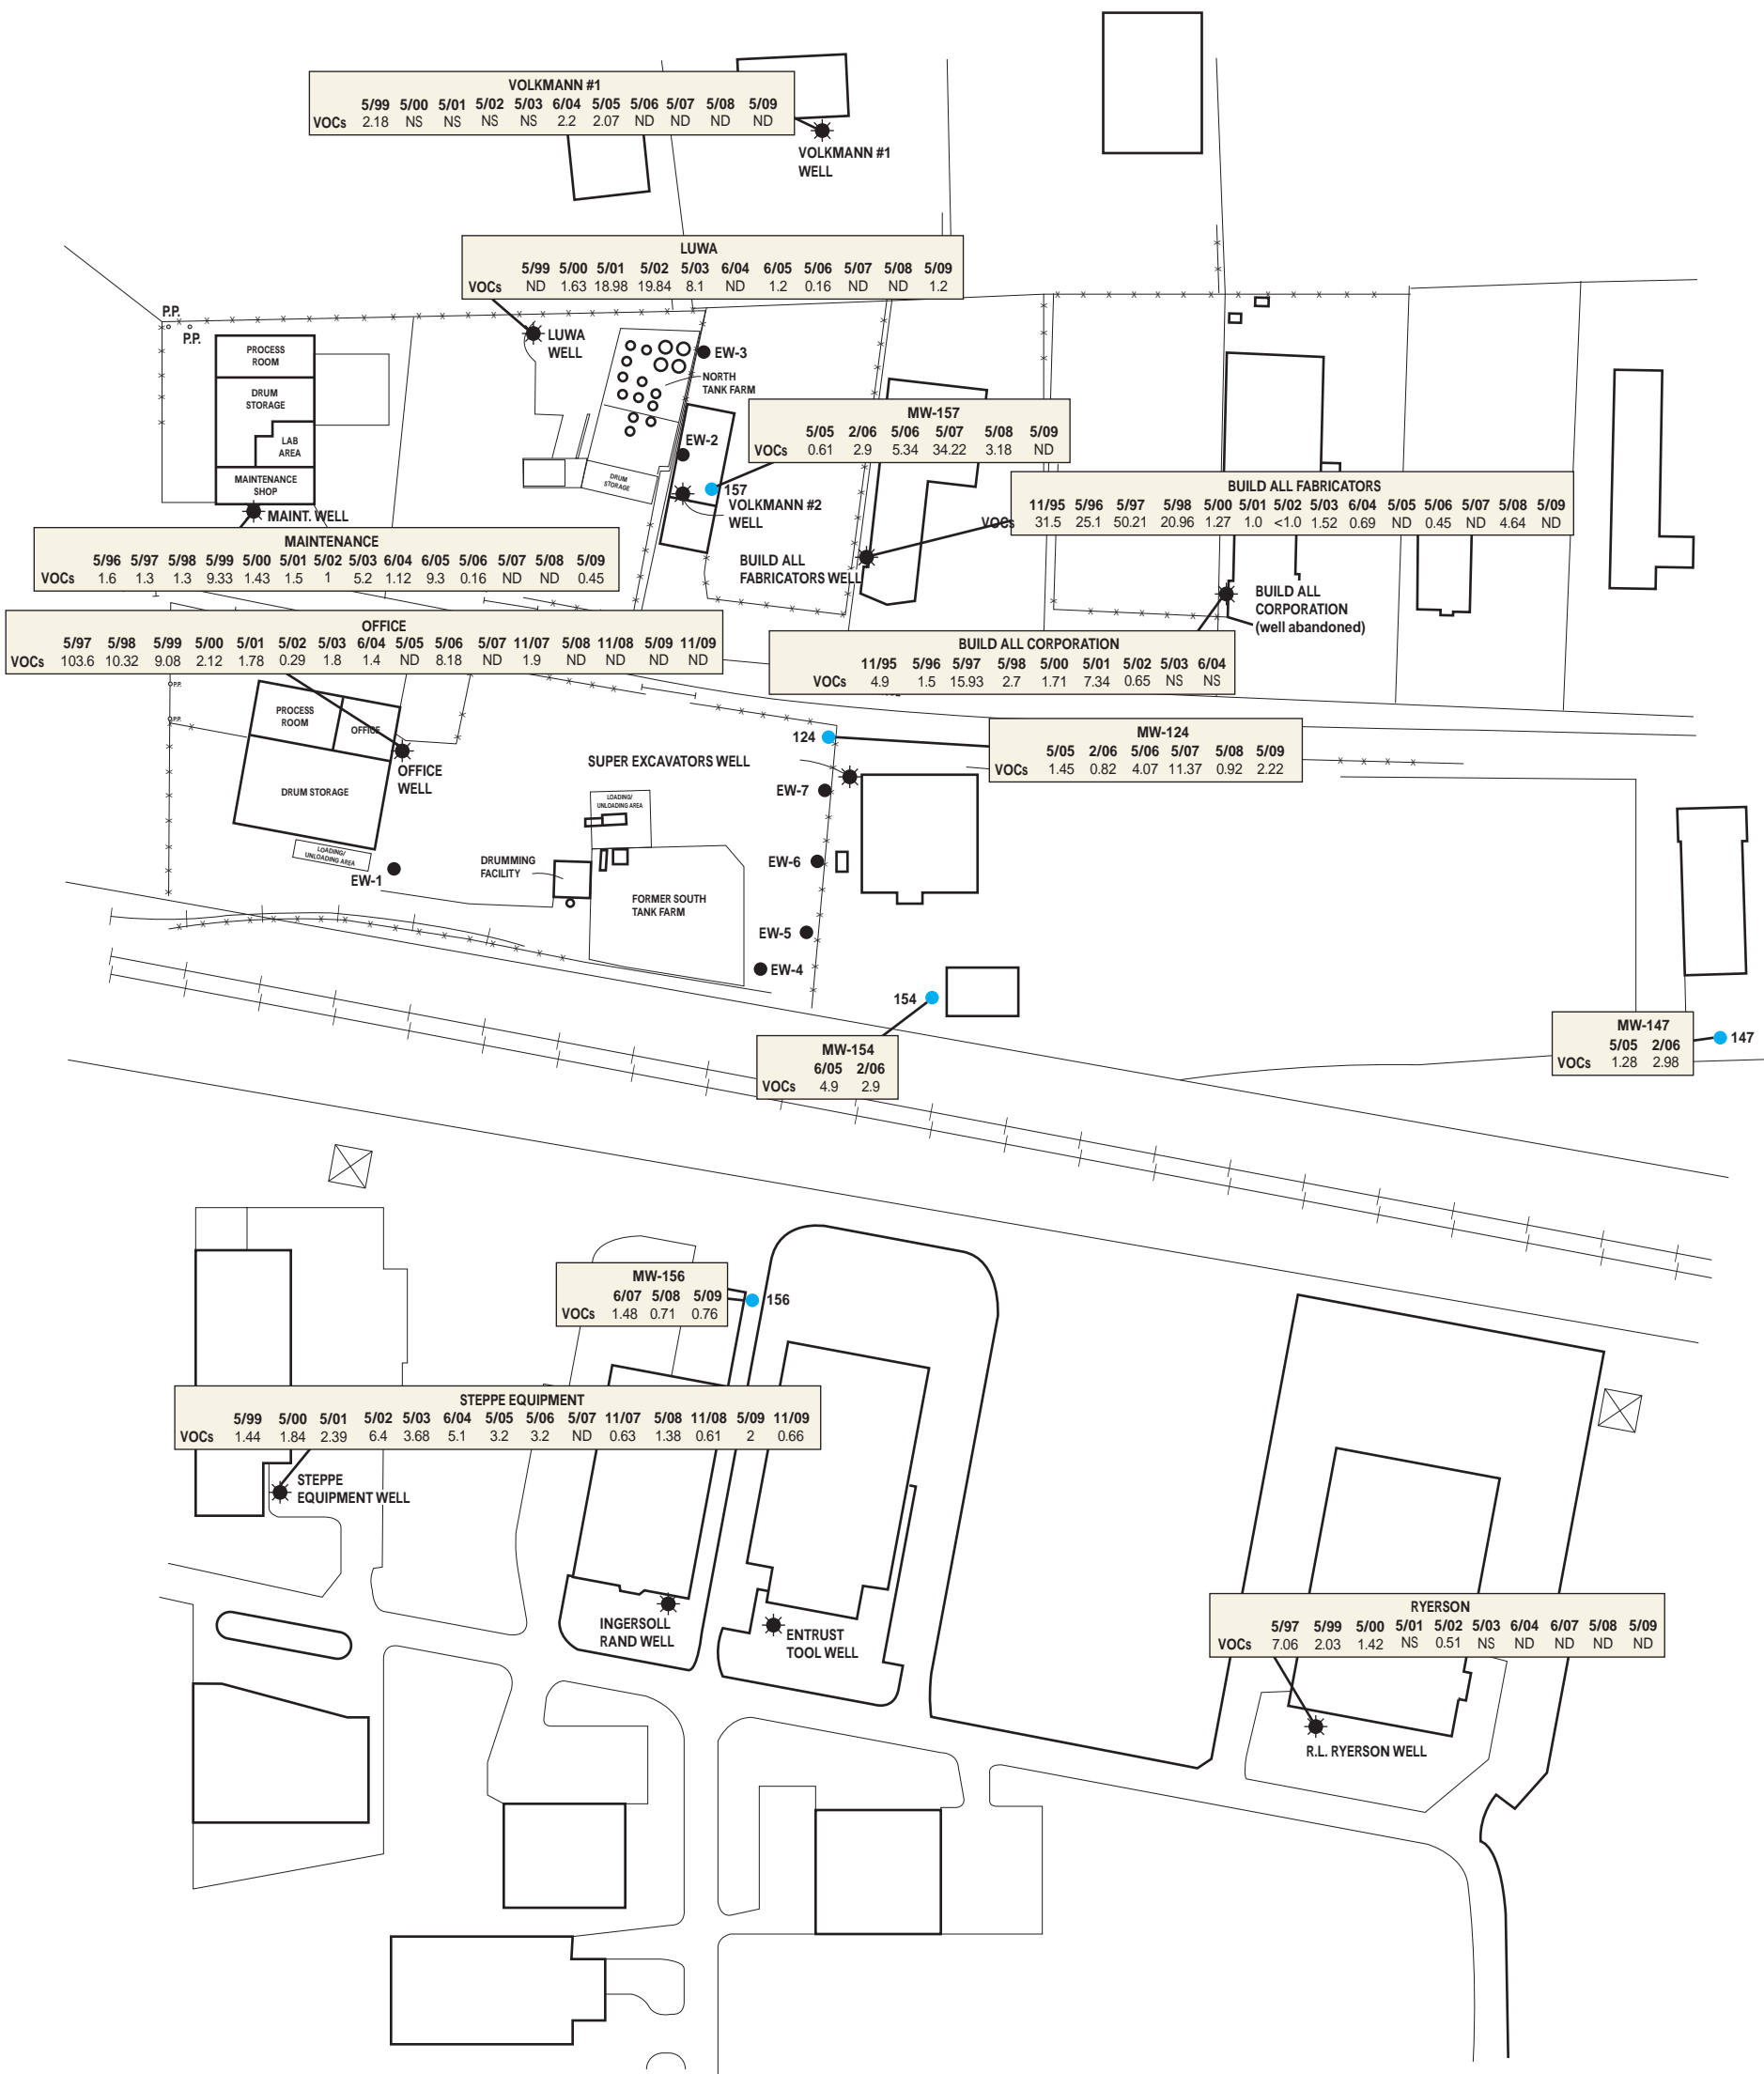 VOLKMANN #1
5/99 5/00 5/01 5/02 5/03 6/04 5/05 5/06 5/07 5/08 5/09
VOCs 2.18 NS NS NS NS 2.2 2.07 ND ND ND ND
VOLKMANN #1
WELL
LUWA
5/99 5/00 5/01 5/02 5/03 6/04 6/05 5/06 5/07 5/08 5/09
VOCs ND 1.63 18.98 19.84 8.1 ND 1.2 0.16 ND ND 1.2
P.P.
P.P.
LUWA
WELL
PROCESS
ROOM
DRUM
STORAGE
LAB
AREA
MAINTENANCE
SHOP
MAINT. WELL
EW-3
NORTH
TANK FARM
EW-2
DRUM
STORAGE
MW-157
5/05 2/06 5/06 5/07 5/08 5/09
VOCs 0.61 2.9 5.34 34.22 3.18 ND
157
VOLKMANN #2
WELL
BUILD ALL FABRICATORS
11/95 5/96 5/97 5/98 5/00 5/01 5/02 5/03 6/04 5/05 5/06 5/07 5/08 5/09
VOCs 31.5 25.1 50.21 20.96 1.27 1.0 <1.0 1.52 0.69 ND 0.45 ND 4.64 ND
MAINTENANCE
5/96 5/97 5/98 5/99 5/00 5/01 5/02 5/03 6/04 6/05 5/06 5/07 5/08 5/09
VOCs 1.6 1.3 1.3 9.33 1.43 1.5 1 5.2 1.12 9.3 0.16 ND ND 0.45
BUILD ALL
FABRICATORS WELL
BUILD ALL
CORPORATION
(well abandoned)
OFFICE
5/97 5/98 5/99 5/00 5/01 5/02 5/03 6/04 5/05 5/06 5/07 11/07 5/08 11/08 5/09 11/09
VOCs 103.6 10.32 9.08 2.12 1.78 0.29 1.8 1.4 ND 8.18 ND 1.9 ND ND ND ND
BUILD ALL CORPORATION
11/95 5/96 5/97 5/98 5/00 5/01 5/02 5/03 6/04
VOCs 4.9 1.5 15.93 2.7 1.71 7.34 0.65 NS NS
P.P.
P.P.
PROCESS
ROOM
OFFICE
DRUM STORAGE
OFFICE
WELL
LOADING/
UNLOADING AREA
EW-1
124
MW-124
5/05 2/06 5/06 5/07 5/08 5/09
VOCs 1.45 0.82 4.07 11.37 0.92 2.22
SUPER EXCAVATORS WELL
EW-7
LOADING/
UNLOADING AREA
DRUMMING
FACILITY
EW-6
FORMER SOUTH
TANK FARM
EW-5
EW-4
154
MW-154
6/05 2/06
VOCs 4.9 2.9
MW-147
5/05 2/06
VOCs 1.28 2.98
147
MW-156
6/07 5/08 5/09
VOCs 1.48 0.71 0.76
156
STEPPE EQUIPMENT
5/99 5/00 5/01 5/02 5/03 6/04 5/05 5/06 5/07 11/07 5/08 11/08 5/09 11/09
VOCs 1.44 1.84 2.39 6.4 3.68 5.1 3.2 3.2 ND 0.63 1.38 0.61 2 0.66
STEPPE
EQUIPMENT WELL
INGERSOLL
RAND WELL
ENTRUST
TOOL WELL
RYERSON
5/97 5/99 5/00 5/01 5/02 5/03 6/04 6/07 5/08 5/09
VOCs 7.06 2.03 1.42 NS 0.51 NS ND ND ND ND
R.L. RYERSON WELL